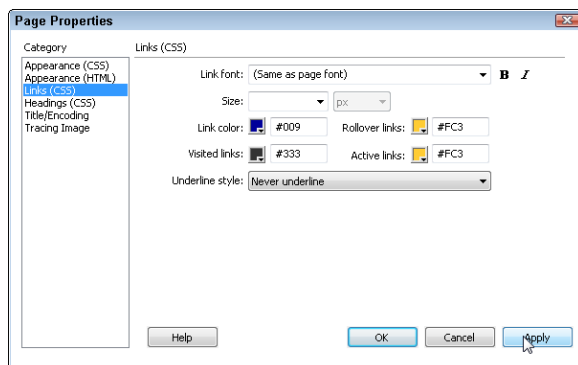 Page Properties
Category
Links (CSS)
Appearance (CSS)
Appearance (HTML)
Links (CSS)
Headings (CSS)
Title/Encoding
Tracing Image
Link font: (Same as page font) B I
Size: px
Link color: #009 Rollover links: #FC3
Visited links: #333 Active links: #FC3
Underline style: Never underline
Help OK Cancel Apply